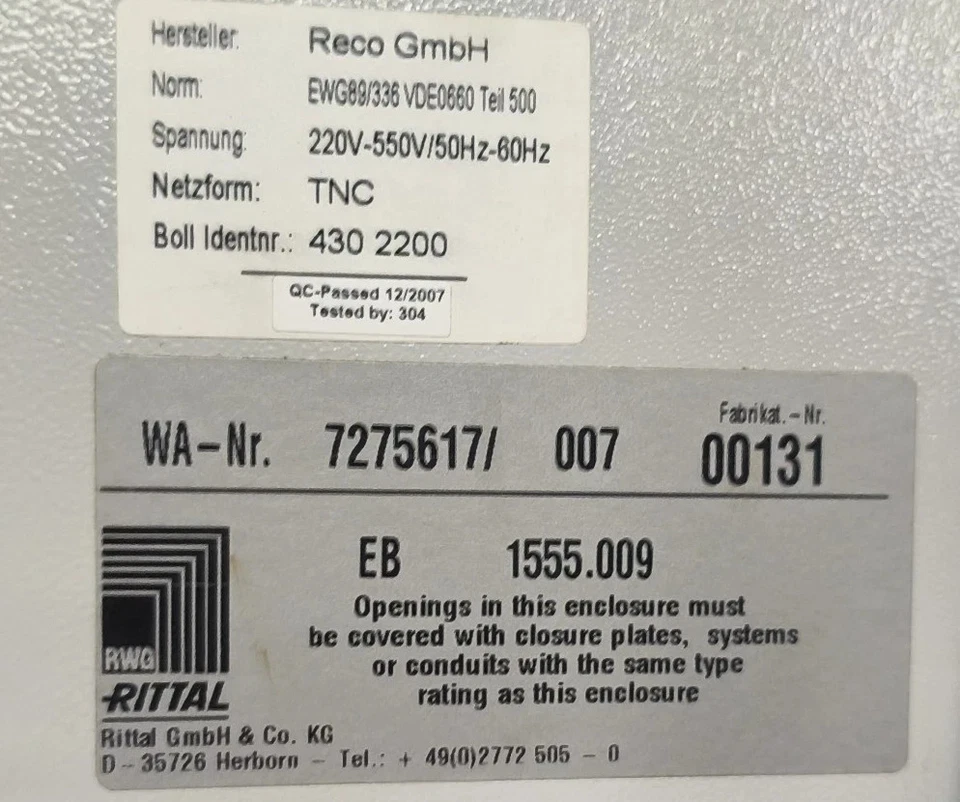 Hersteller: Reco GmbH
Norm: EWG89/336 VDE0660 Teil 500
Spannung: 220V-550V/50Hz-60Hz
Netzform: TNC
Boll Identnr.: 430 2200
QC-Passed 12/2007
Tested by: 304
Fabrikat.-Nr.
WA-Nr. 7275617/ 007 00131
EB 1555.009
Openings in this enclosure must
be covered with closure plates, systems
or conduits with the same type
rating as this enclosure
RWG
RITTAL
Rittal GmbH & Co. KG
D - 35726 Herborn - Tel.: + 49(0)2772 505 - 0